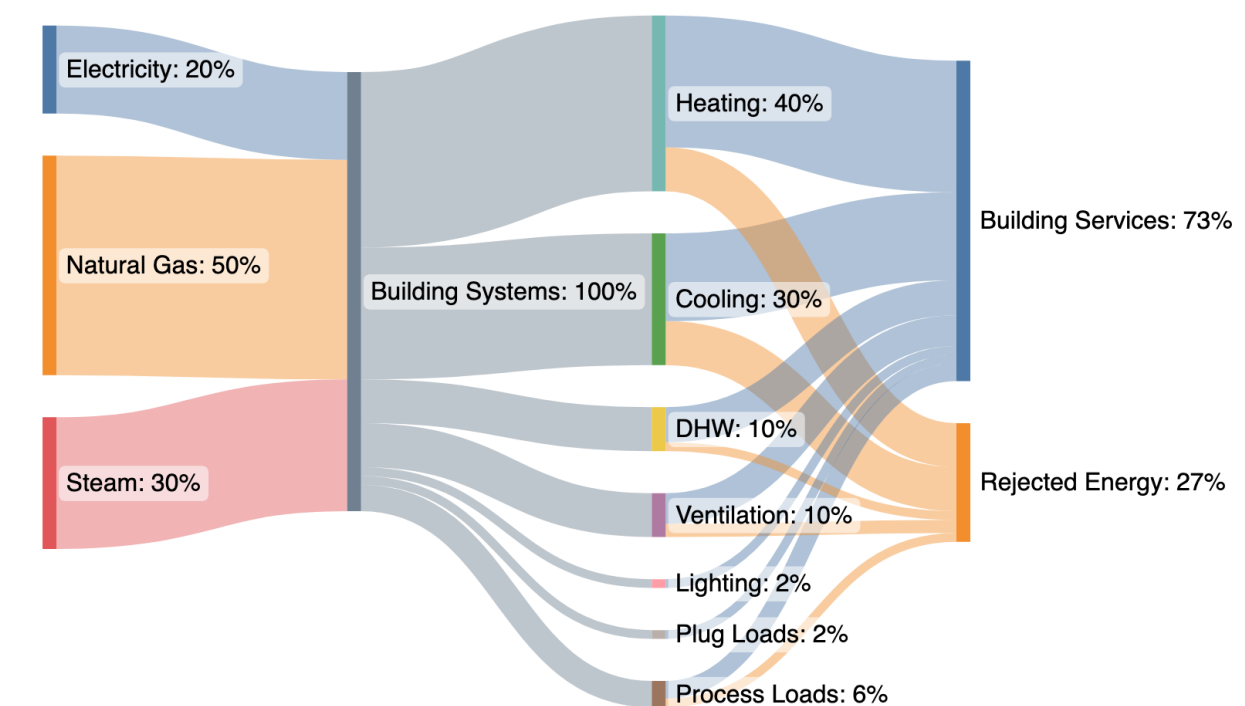 Electricity: 20%
Natural Gas: 50%
Steam: 30%
Building Systems: 100%
Heating: 40%
Cooling: 30%
DHW: 10%
Ventilation: 10%
Lighting: 2%
Plug Loads: 2%
Process Loads: 6%
Building Services: 73%
Rejected Energy: 27%